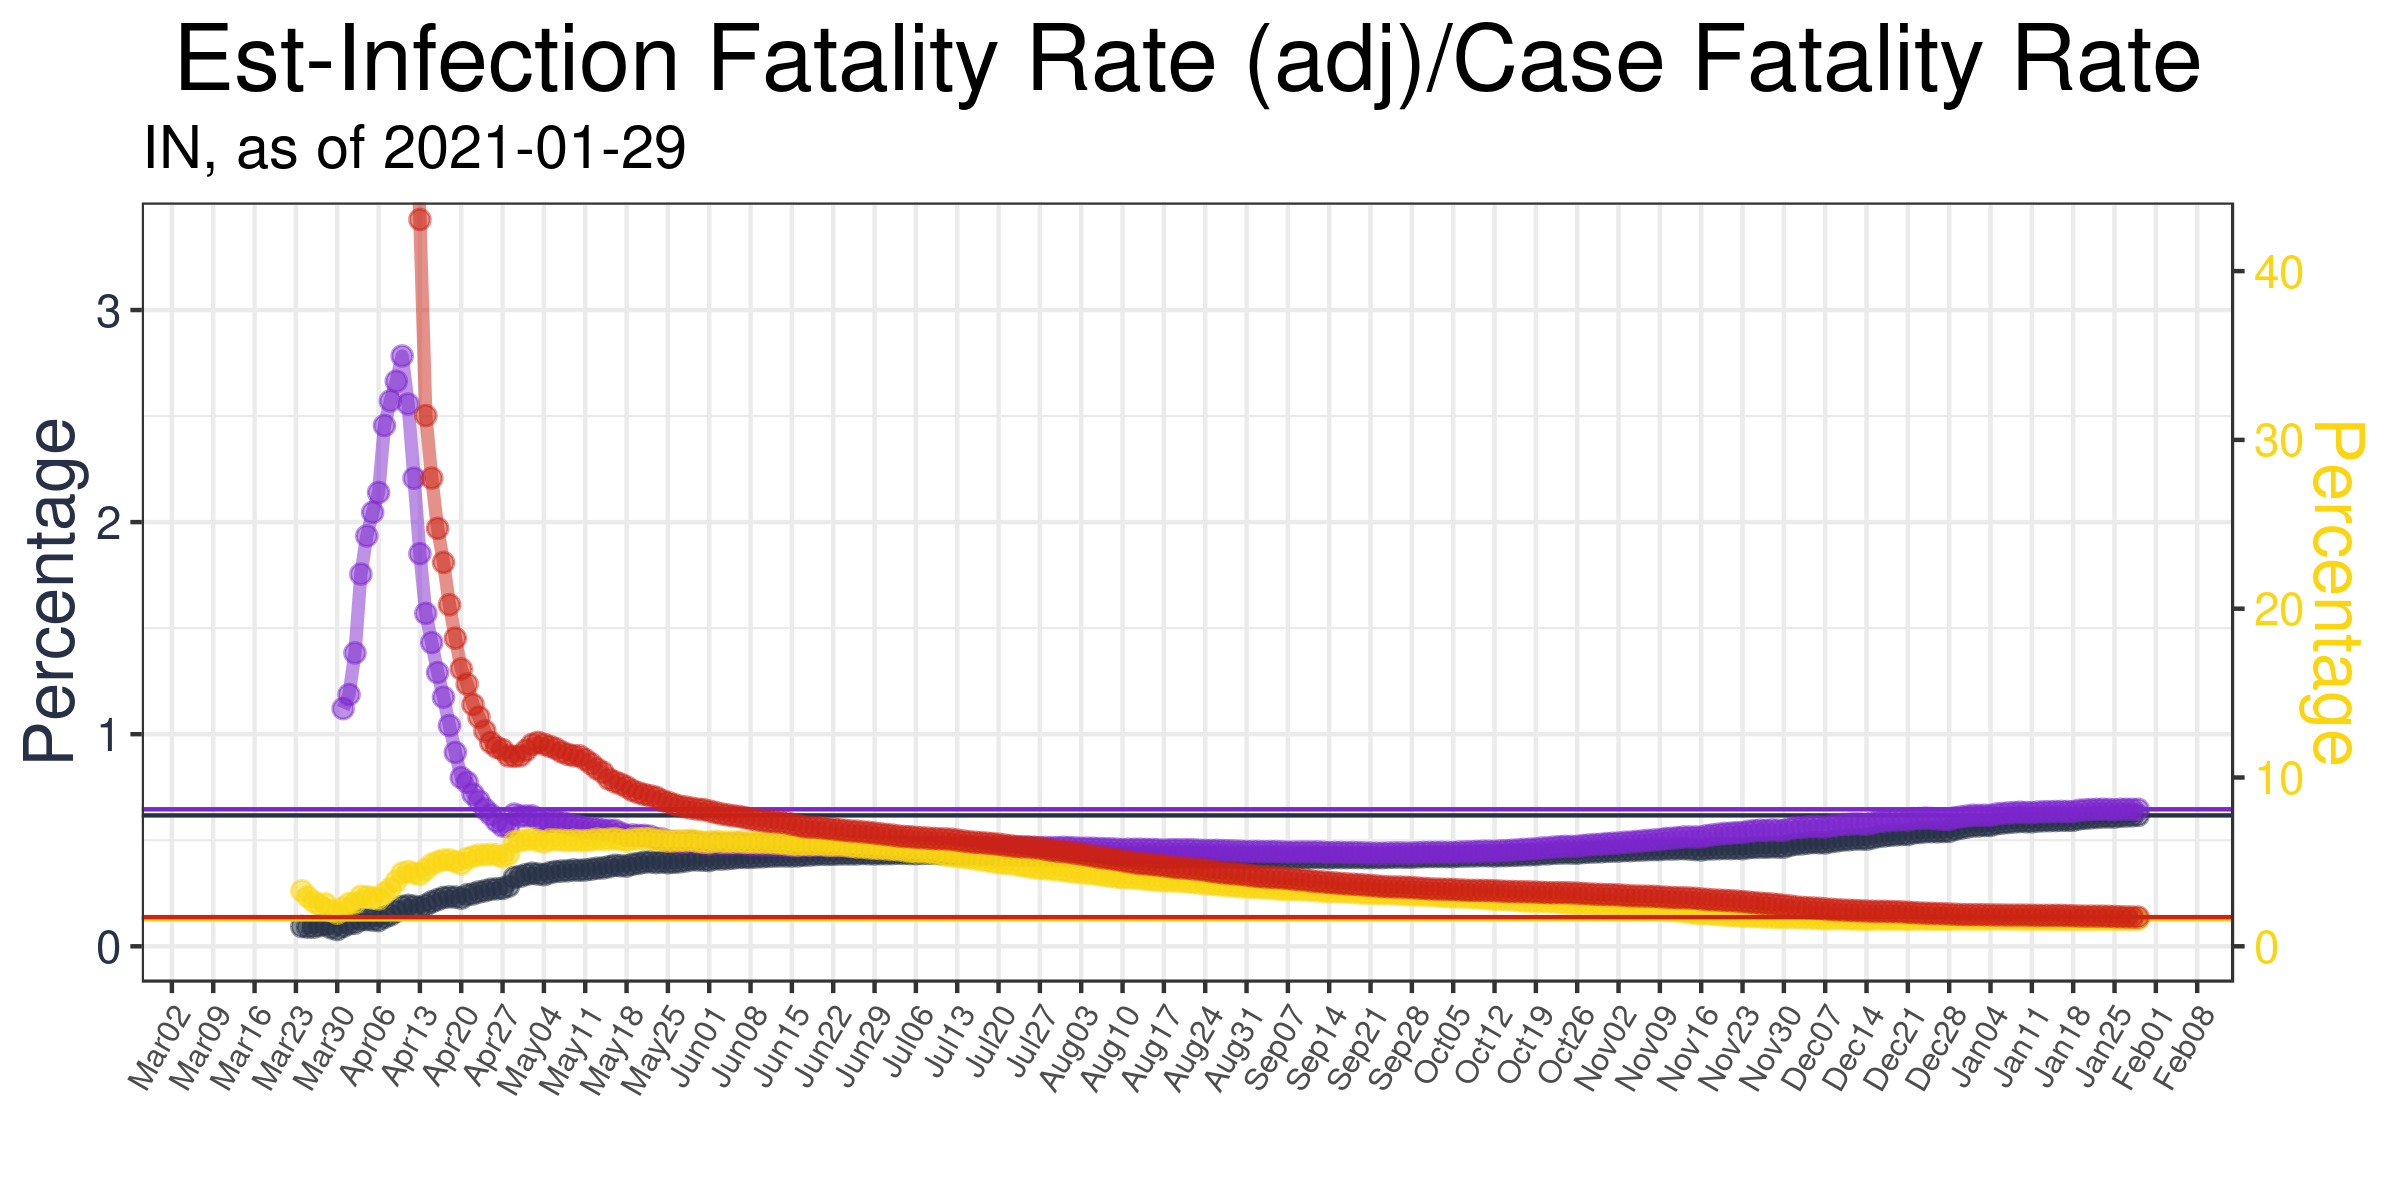 Est-Infection Fatality Rate (adj)/Case Fatality Rate
IN, as of 2021-01-29
Percentage
3
2
1
0
40
30
20
10
0
Percentage
Mar02 Mar09 Mar16 Mar23 Mar30 Apr06 Apr13 Apr20 Apr27 May04 May11 May18 May25 Jun01 Jun08 Jun15 Jun22 Jun29 Jul06 Jul13 Jul20 Jul27 Aug03 Aug10 Aug17 Aug24 Aug31 Sep07 Sep14 Sep21 Sep28 Oct05 Oct12 Oct19 Oct26 Nov02 Nov09 Nov16 Nov23 Nov30 Dec07 Dec14 Dec21 Dec28 Jan04 Jan11 Jan18 Jan25 Feb01 Feb08